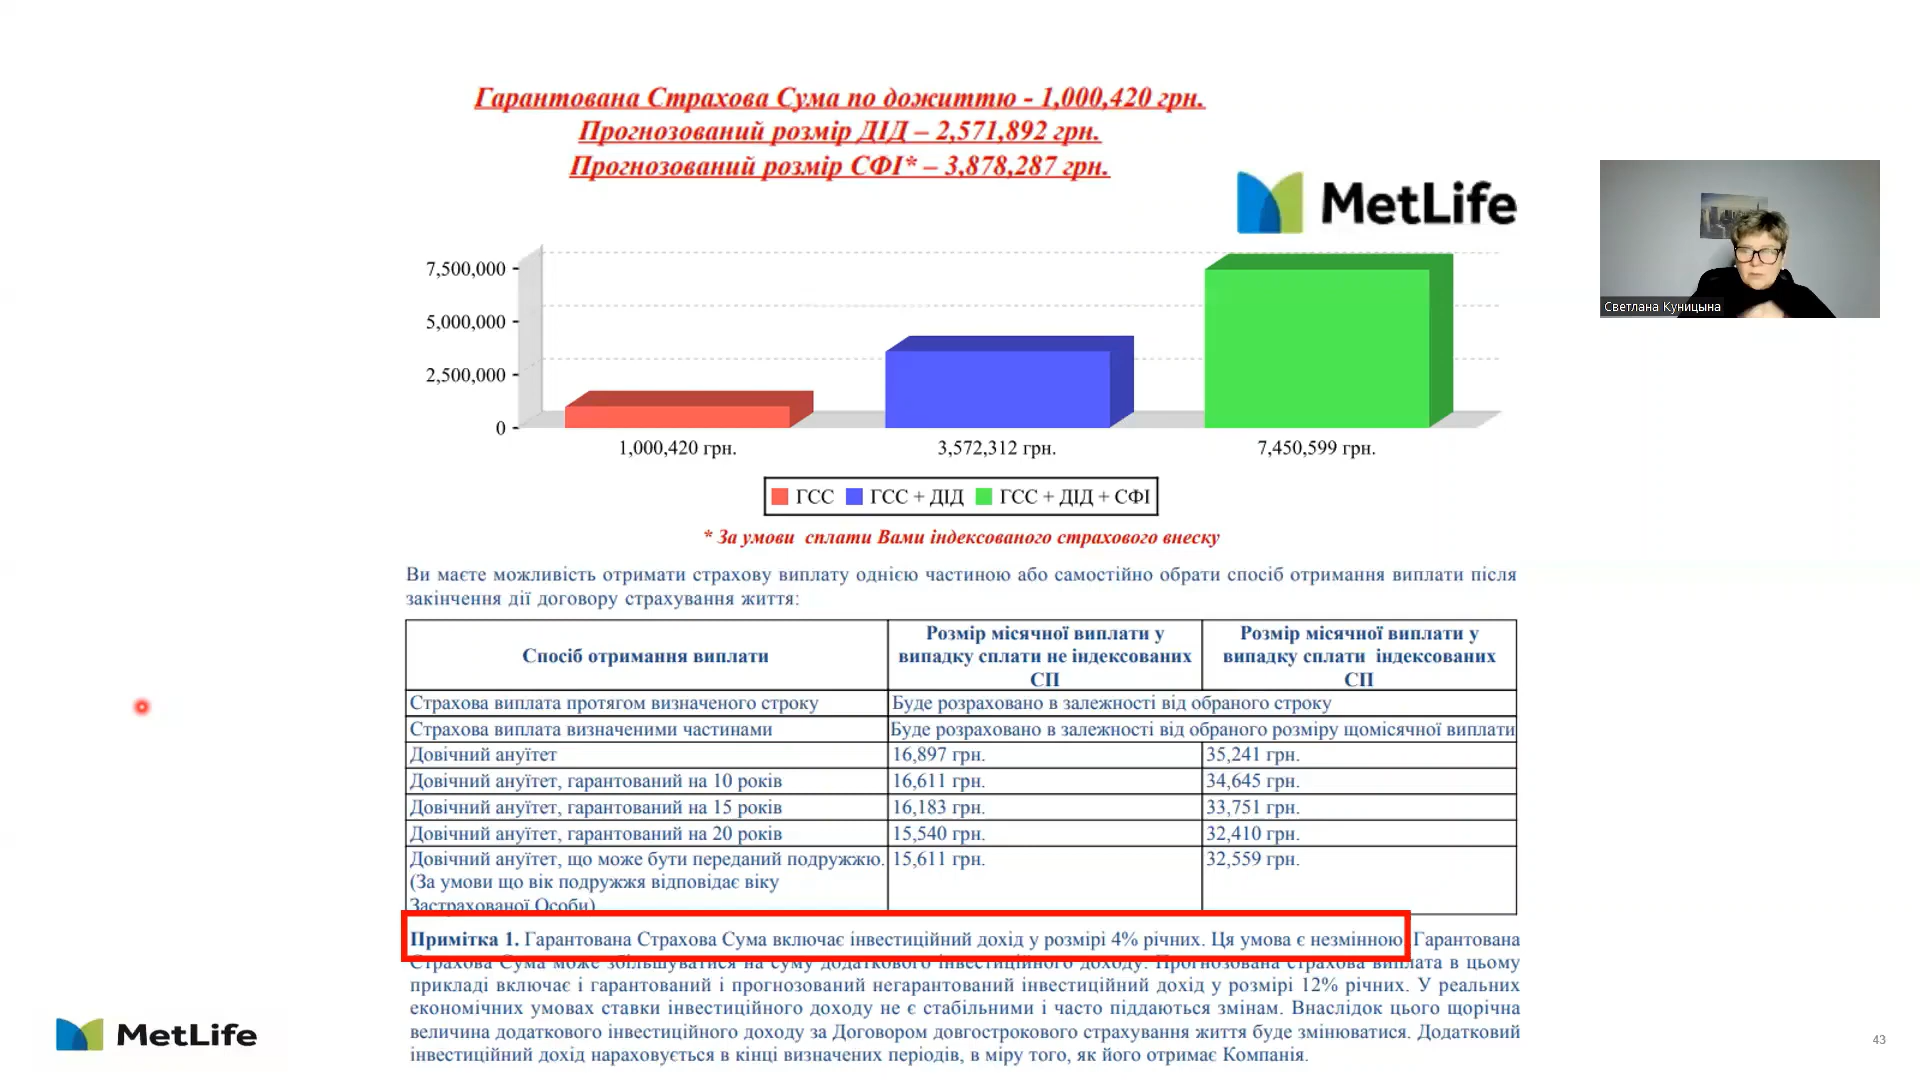 Гарантована Страхова Сума по дожиттю - 1,000,420 грн.
Прогнозований розмір ДІД – 2,571,892 грн.
Прогнозований розмір СФІ* – 3,878,287 грн.
MetLife
Светлана Куницына
7,500,000
5,000,000
2,500,000
0
1,000,420 грн.
3,572,312 грн.
7,450,599 грн.
ГСС ГСС + ДІД ГСС + ДІД + СФІ
* За умови сплати Вами індексованого страхового внеску
Ви маєте можливість отримати страхову виплату однією частиною або самостійно обрати спосіб отримання виплати після
закінчення дії договору страхування життя:
Спосіб отримання виплати
Розмір місячної виплати у
випадку сплати не індексованих
СП
Розмір місячної виплати у
випадку сплати індексованих
СП
Страхова виплата протягом визначеного строку
Буде розраховано в залежності від обраного строку
Страхова виплата визначеними частинами
Буде розраховано в залежності від обраного розміру щомісячної виплати
Довічний ануїтет
16,897 грн.
35,241 грн.
Довічний ануїтет, гарантований на 10 років
16,611 грн.
34,645 грн.
Довічний ануїтет, гарантований на 15 років
16,183 грн.
33,751 грн.
Довічний ануїтет, гарантований на 20 років
15,540 грн.
32,410 грн.
Довічний ануїтет, що може бути переданий подружжю.
(За умови що вік подружжя відповідає віку
Застрахованої Особи)
15,611 грн.
32,559 грн.
Примітка 1. Гарантована Страхова Сума включає інвестиційний дохід у розмірі 4% річних. Ця умова є незмінною. Гарантована
Страхова Сума може збільшуватися на суму додаткового інвестиційного доходу. Прогнозована страхова виплата в цьому
прикладі включає і гарантований і прогнозований негарантований інвестиційний дохід у розмірі 12% річних. У реальних
економічних умовах ставки інвестиційного доходу не є стабільними і часто піддаються змінам. Внаслідок цього щорічна
величина додаткового інвестиційного доходу за Договором довгострокового страхування життя буде змінюватися. Додатковий
інвестиційний дохід нараховується в кінці визначених періодів, в міру того, як його отримає Компанія.
MetLife
43